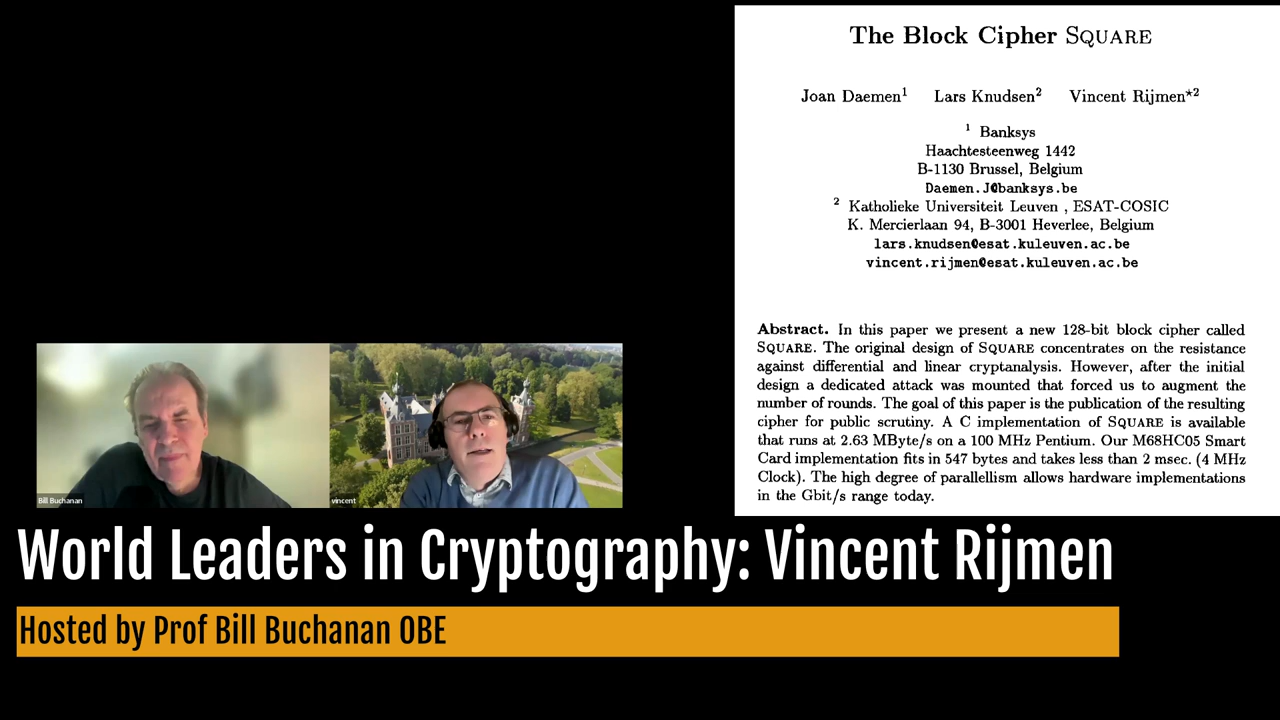 The Block Cipher SQUARE
Joan Daemen¹ Lars Knudsen² Vincent Rijmen*²
¹ Banksys
Haachtesteenweg 1442
B-1130 Brussel, Belgium
Daemen.J@banksys.be
² Katholieke Universiteit Leuven , ESAT-COSIC
K. Mercierlaan 94, B-3001 Heverlee, Belgium
lars.knudsen@esat.kuleuven.ac.be
vincent.rijmen@esat.kuleuven.ac.be
Abstract. In this paper we present a new 128-bit block cipher called
SQUARE. The original design of SQUARE concentrates on the resistance
against differential and linear cryptanalysis. However, after the initial
design a dedicated attack was mounted that forced us to augment the
number of rounds. The goal of this paper is the publication of the resulting
cipher for public scrutiny. A C implementation of SQUARE is available
that runs at 2.63 MByte/s on a 100 MHz Pentium. Our M68HC05 Smart
Card implementation fits in 547 bytes and takes less than 2 msec. (4 MHz
Clock). The high degree of parallellism allows hardware implementations
in the Gbit/s range today.
Bill Buchanan
vincent
World Leaders in Cryptography: Vincent Rijmen
Hosted by Prof Bill Buchanan OBE